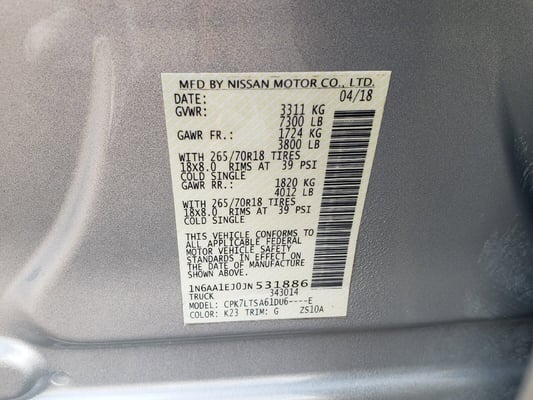 MFD BY NISSAN MOTOR CO., LTD.
DATE: 04/18
GVWR: 3311 KG
7300 LB
GAWR FR.: 1724 KG
3800 LB
WITH 265/70R18 TIRES
18x8.0 RIMS AT 39 PSI
COLD SINGLE
GAWR RR.: 1820 KG
4012 LB
WITH 265/70R18 TIRES
18x8.0 RIMS AT 39 PSI
COLD SINGLE
THIS VEHICLE CONFORMS TO
ALL APPLICABLE FEDERAL
MOTOR VEHICLE SAFETY
STANDARDS IN EFFECT ON
THE DATE OF MANUFACTURE
SHOWN ABOVE.
1N6AA1EJ0JN531886
TRUCK 343014
MODEL: CPK7LTSA61DU6----E
COLOR: K23 TRIM: G ZS10A